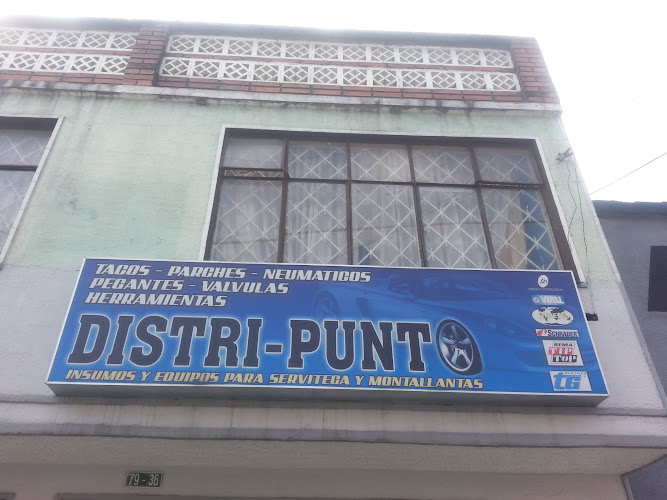 TACOS - PARCHES - NEUMATICOS
PEGANTES - VALVULAS
HERRAMIENTAS
DISTRI-PUNTO
INSUMOS Y EQUIPOS PARA SERVITECA Y MONTALLANTAS
VIPAL
SCHRADER
REMA
TIP
TOP
TG
79 - 36